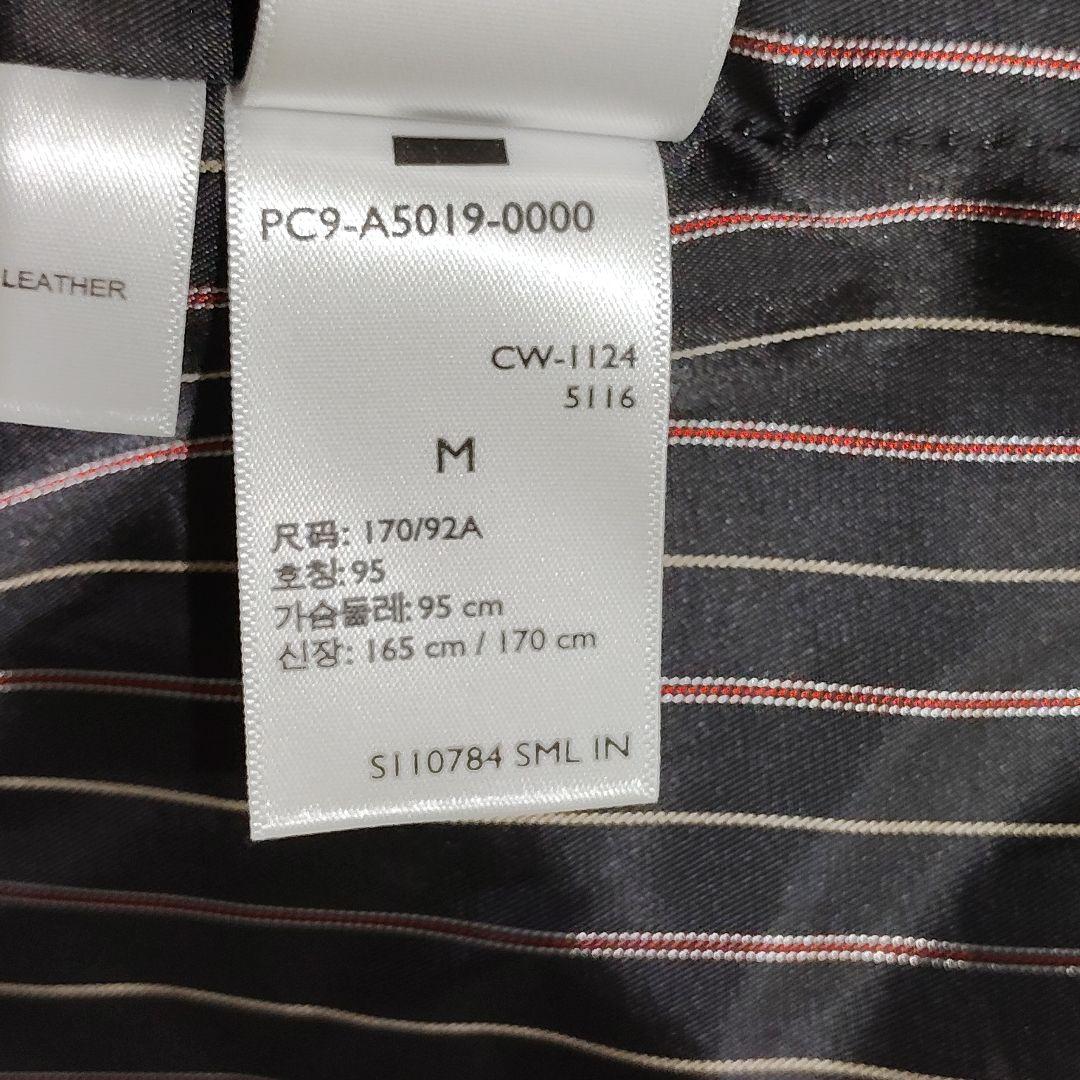 LEATHER
PC9-A5019-0000
CW-1124
5116
M
尺码: 170/92A
호칭: 95
가슴둘레: 95 cm
신장: 165 cm / 170 cm
S110784 SML IN